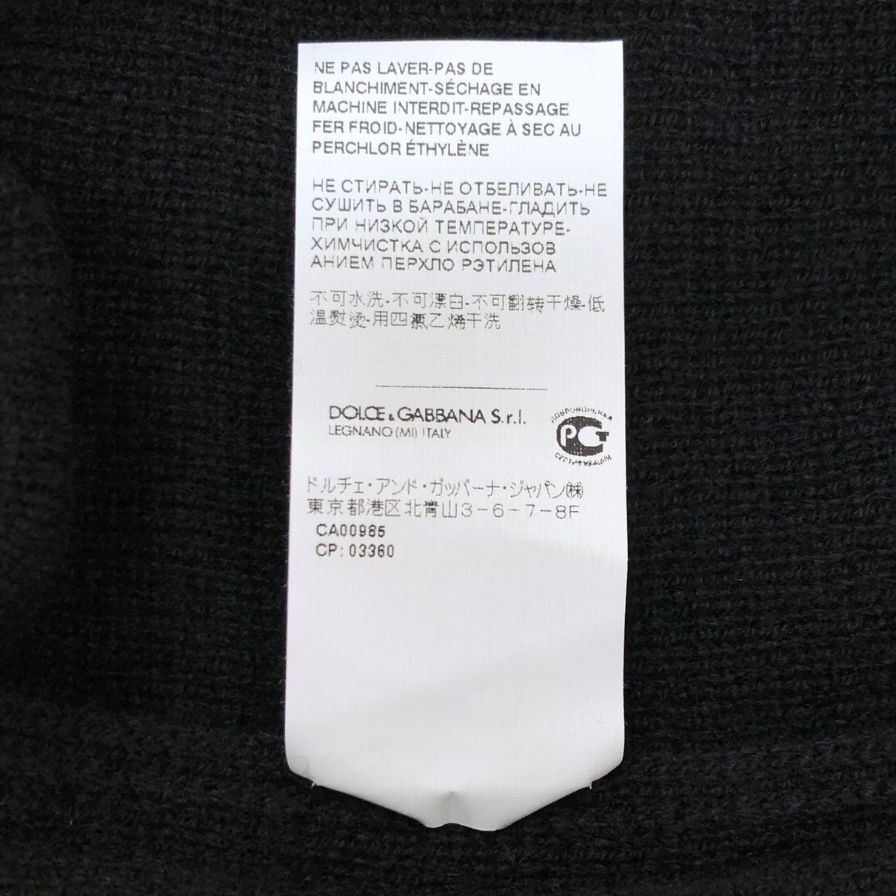 NE PAS LAVER-PAS DE
BLANCHIMENT-SÉCHAGE EN
MACHINE INTERDIT-REPASSAGE
FER FROID-NETTOYAGE À SEC AU
PERCHLOR ÉTHYLÈNE
НЕ СТИРАТЬ-НЕ ОТБЕЛИВАТЬ-НЕ
СУШИТЬ В БАРАБАНЕ-ГЛАДИТЬ
ПРИ НИЗКОЙ ТЕМПЕРАТУРЕ-
ХИМЧИСТКА С ИСПОЛЬЗОВ
АНИЕМ ПЕРХЛО РЭТИЛЕНА
不可水洗-不可漂白-不可翻转干燥-低
温熨烫-用四氯乙烯干洗
DOLCE & GABBANA S.r.l.
LEGNANO (MI) ITALY
ДОБРОВОЛЬНАЯ
РСТ
СЕРТИФИКАЦИЯ
ドルチェ・アンド・ガッバーナ・ジャパン㈱
東京都港区北青山3-6-7-8F
CA00985
CP: 03360